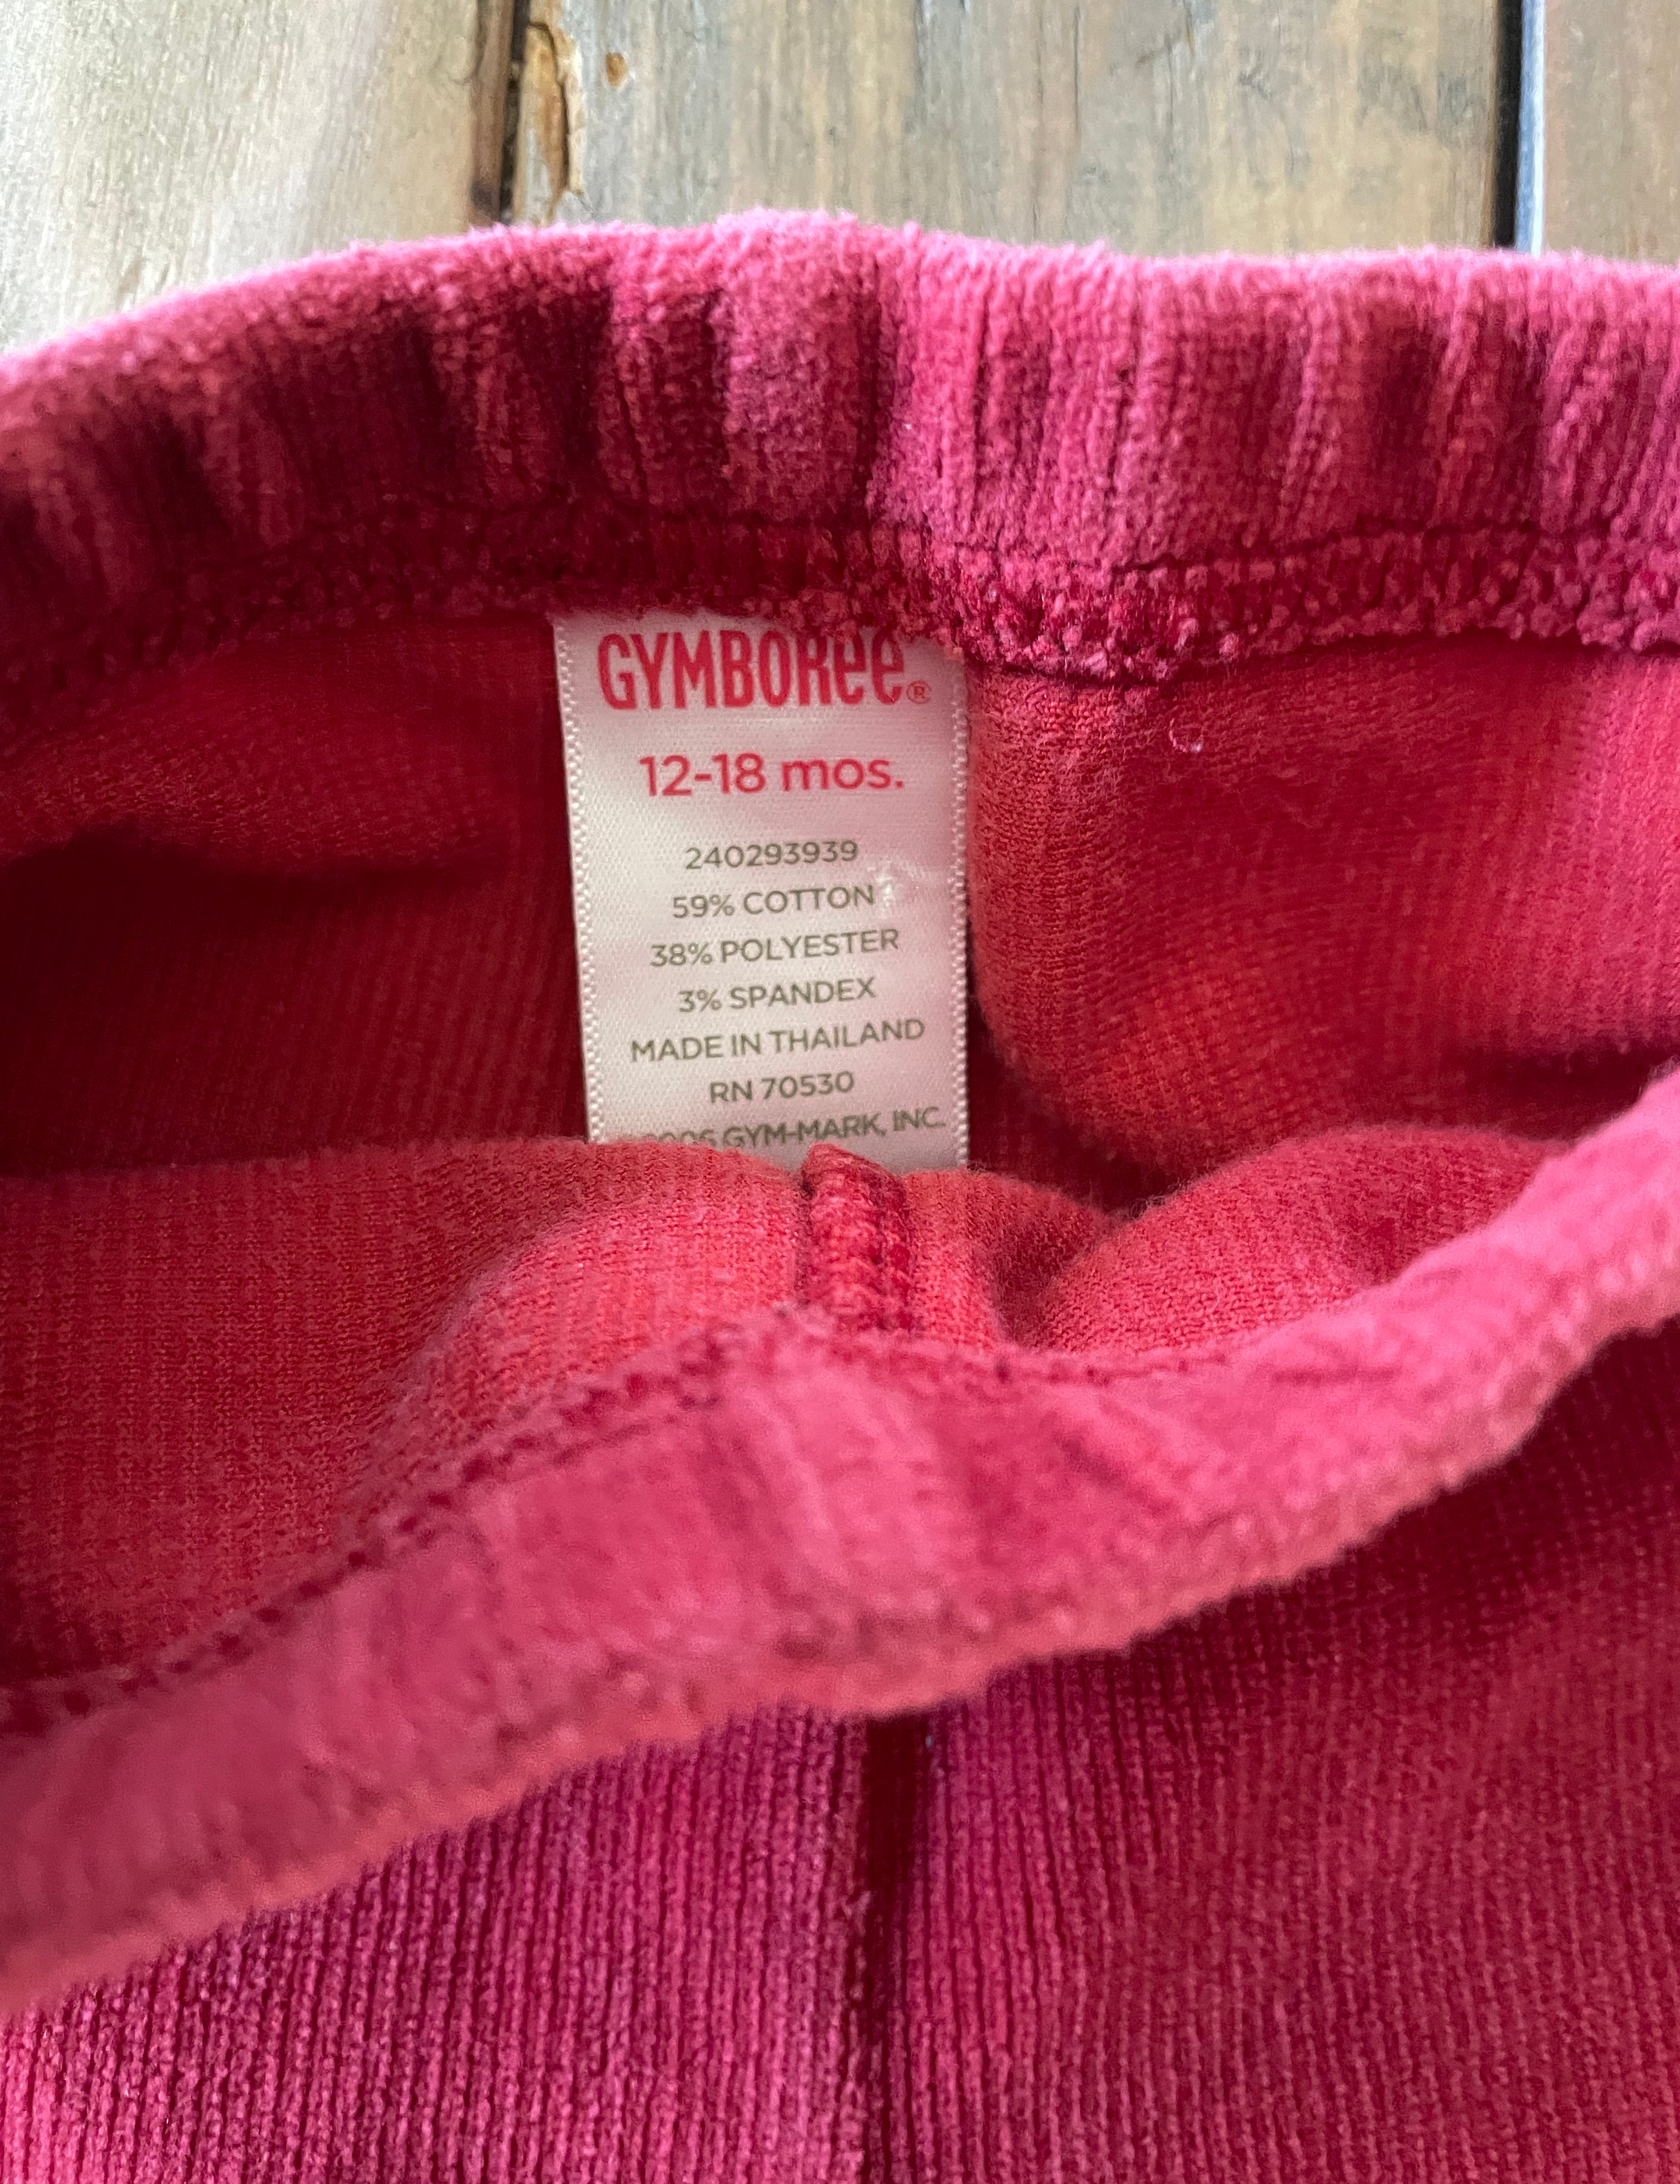 GYMBOREE®
12-18 mos.
240293939
59% COTTON
38% POLYESTER
3% SPANDEX
MADE IN THAILAND
RN 70530
GYM-MARK, INC.